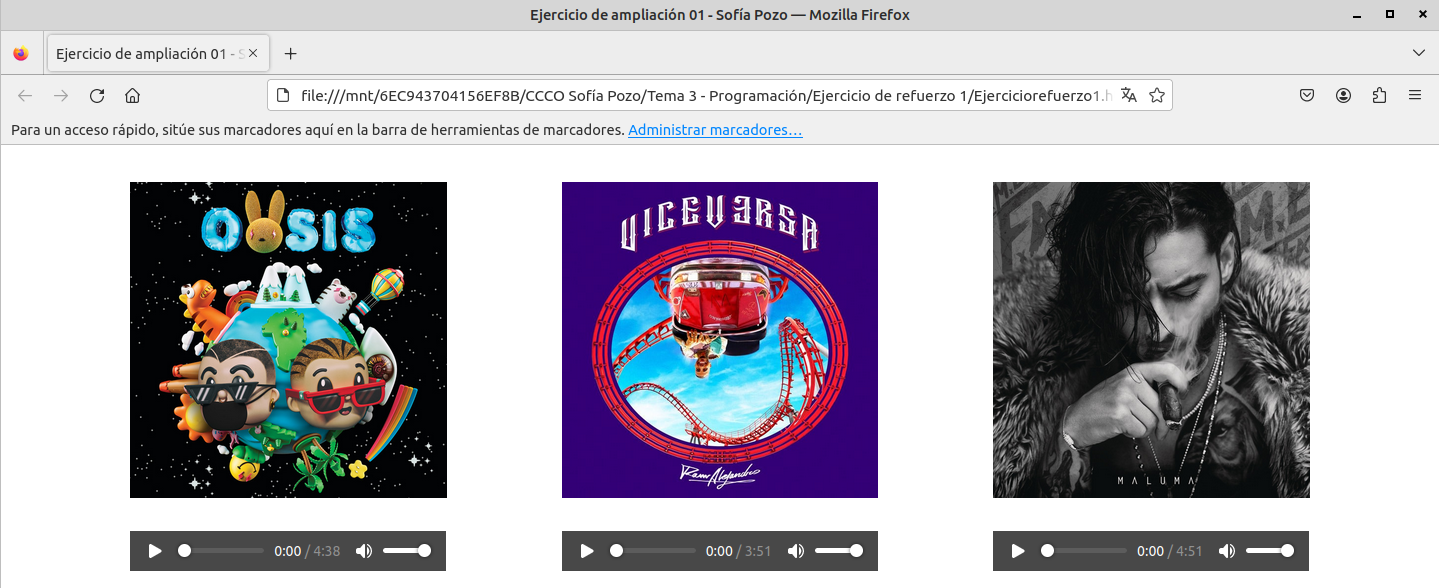 Ejercicio de ampliación 01 - Sofía Pozo — Mozilla Firefox
Ejercicio de ampliación 01 - S
file:///mnt/6EC943704156EF8B/CCCO Sofía Pozo/Tema 3 - Programación/Ejercicio de refuerzo 1/Ejerciciorefuerzo1.h
Para un acceso rápido, sitúe sus marcadores aquí en la barra de herramientas de marcadores. Administrar marcadores…
OASIS
VICEVERSA
Rauw Alejandro
MALUMA
0:00 / 4:38
0:00 / 3:51
0:00 / 4:51